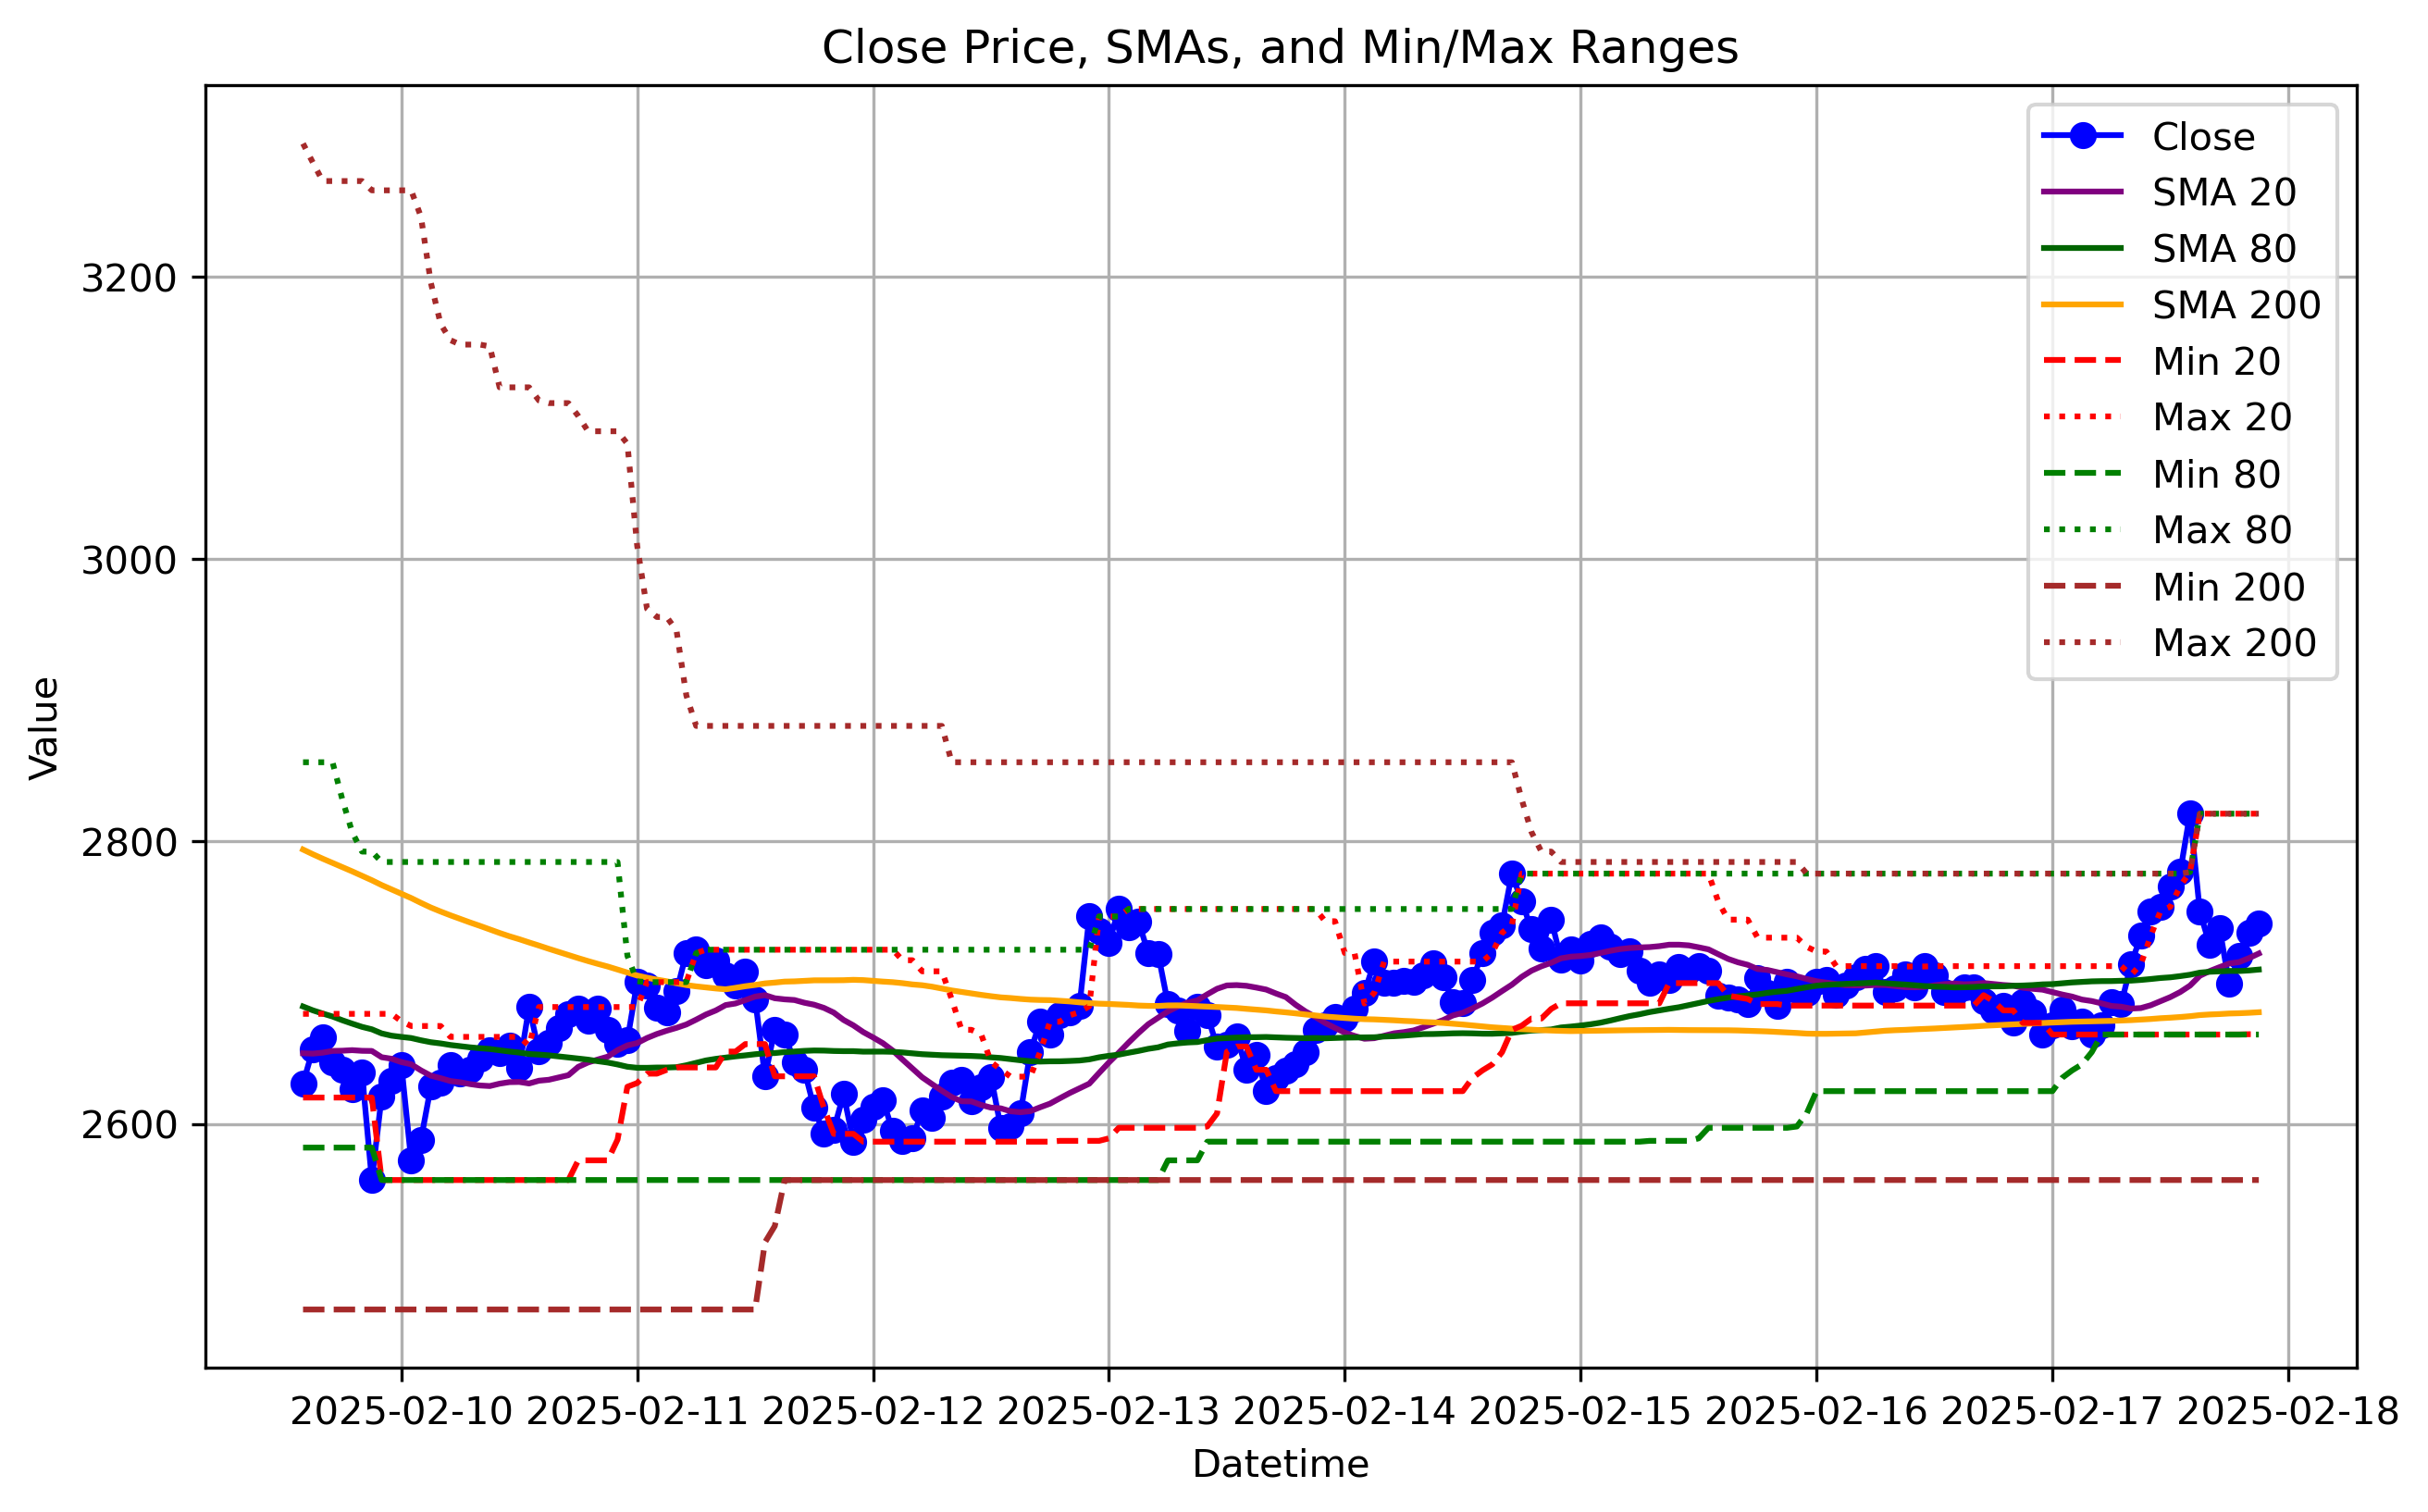 Close Price, SMAs, and Min/Max Ranges
Close
SMA 20
SMA 80
SMA 200
Min 20
Max 20
Min 80
Max 80
Min 200
Max 200
Value
3200
3000
2800
2600
2025-02-10 2025-02-11 2025-02-12 2025-02-13 2025-02-14 2025-02-15 2025-02-16 2025-02-17 2025-02-18
Datetime